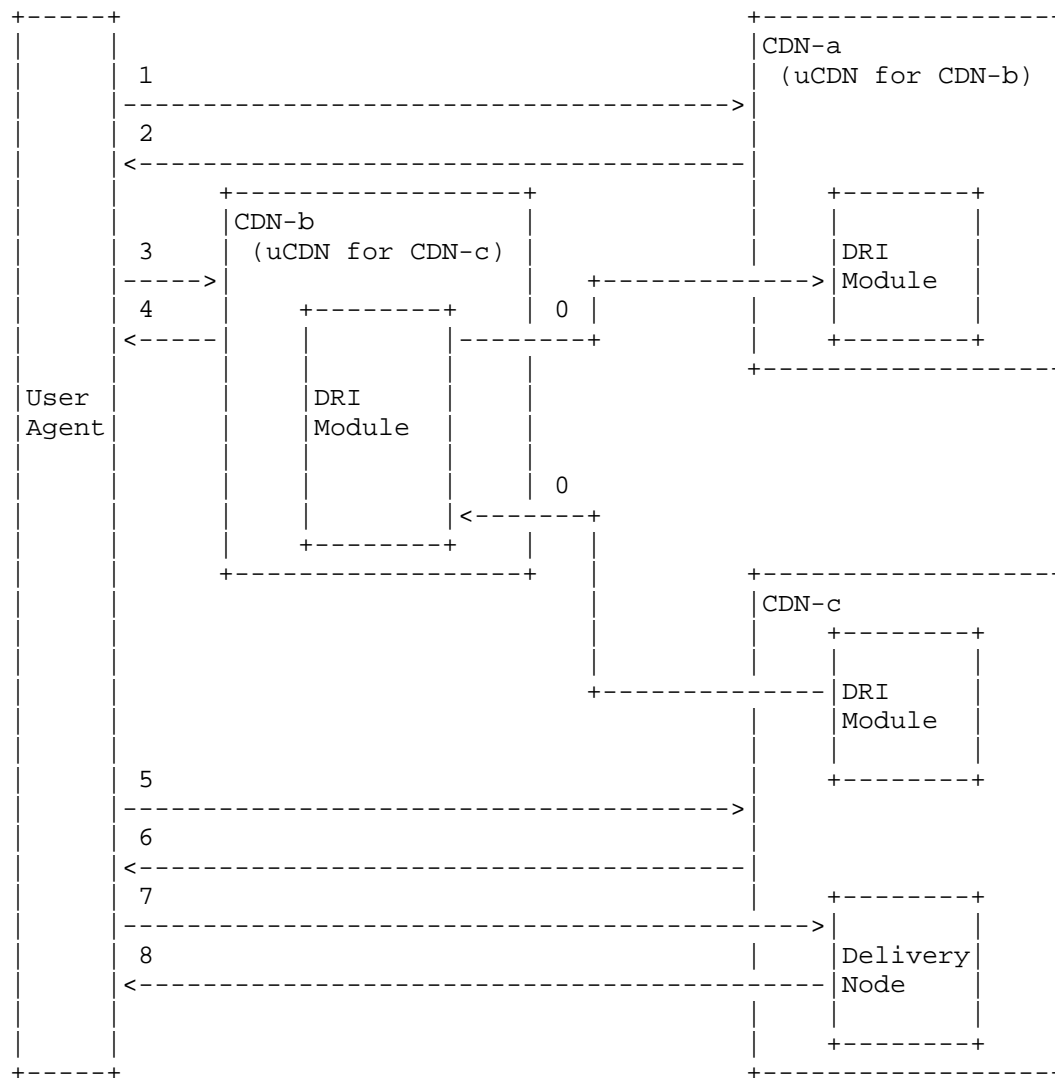 CDN-a
1
(uCDN for CDN-b)
2
CDN-b
3
(uCDN for CDN-c)
DRI
Module
4
0
User
Agent
DRI
Module
0
CDN-c
DRI
Module
5
6
7
8
Delivery
Node